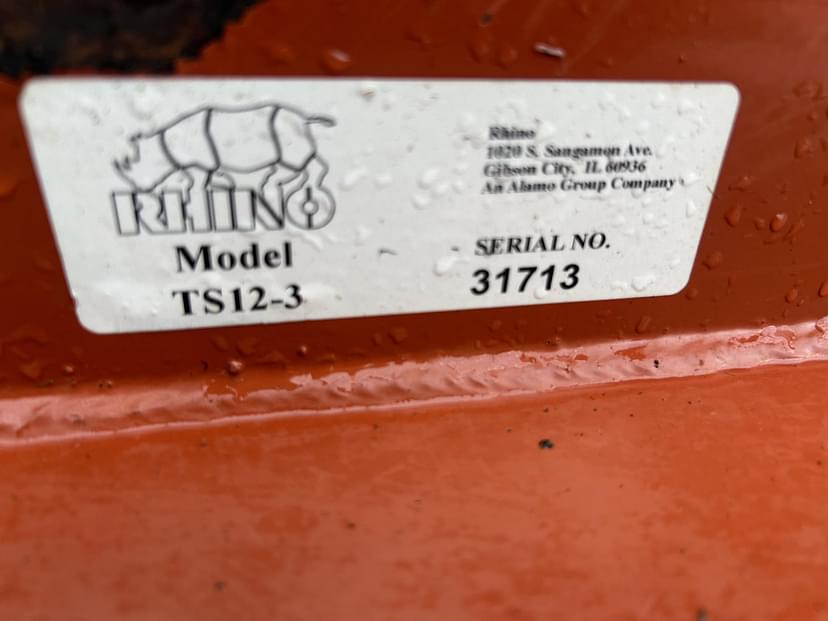 RHINO
Model
TS12-3
Rhino
1020 S. Sangamon Ave.
Gibson City, IL 60936
An Alamo Group Company
SERIAL NO.
31713